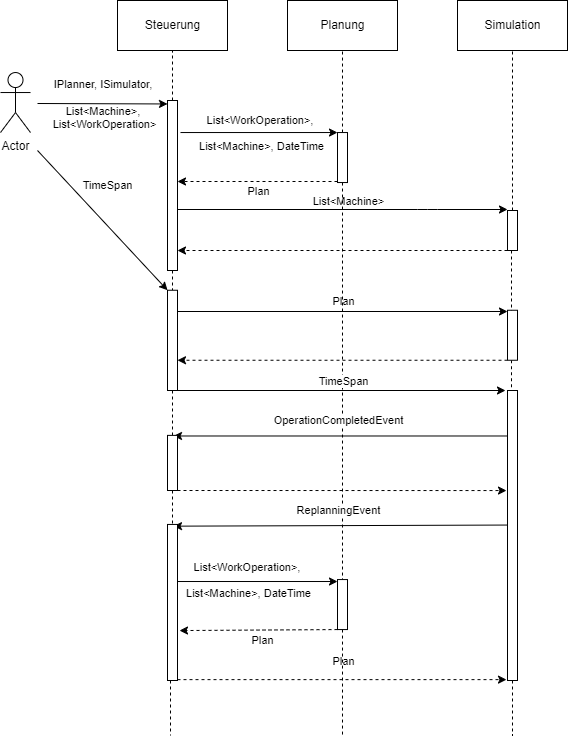 Steuerung
Planung
Simulation
IPlanner, ISimulator,
List<Machine>,
List<WorkOperation>
Actor
List<WorkOperation>,
List<Machine>, DateTime
Plan
TimeSpan
List<Machine>
Plan
TimeSpan
OperationCompletedEvent
ReplanningEvent
List<WorkOperation>,
List<Machine>, DateTime
Plan
Plan